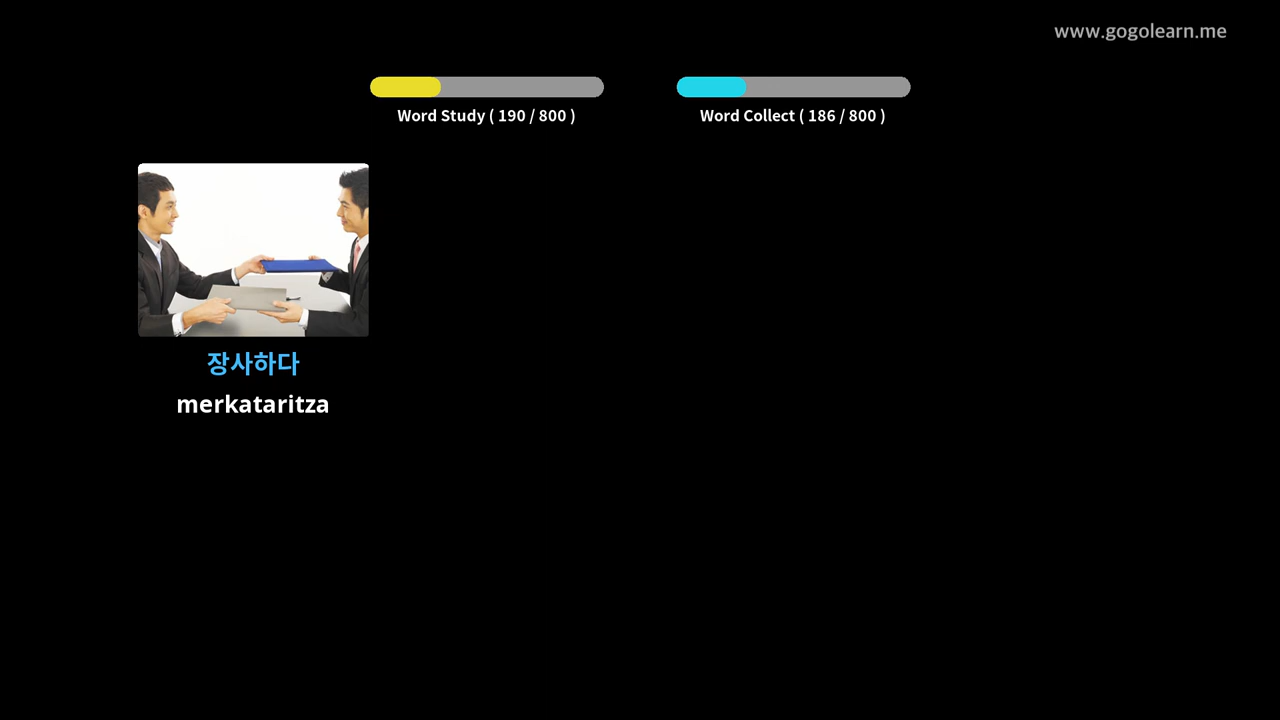 www.gogolearn.me
Word Study ( 190 / 800 )
Word Collect ( 186 / 800 )
장사하다
merkataritza